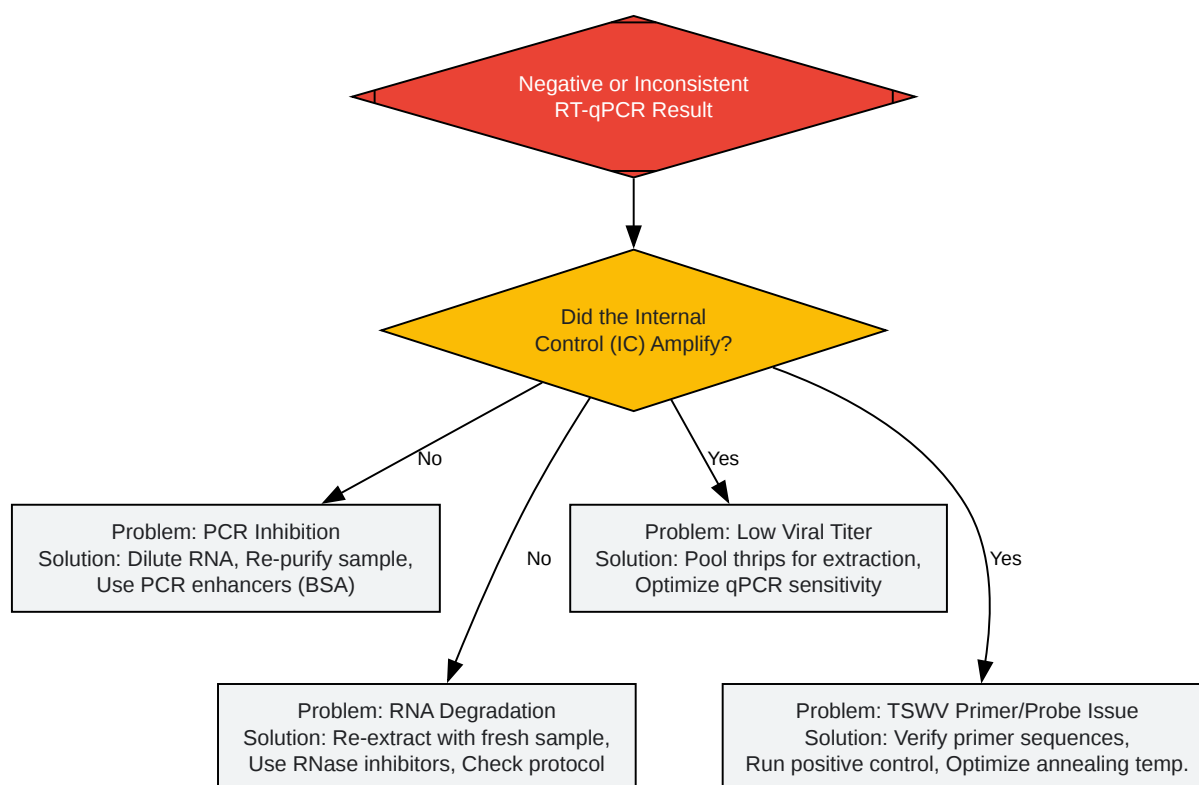 Negative or Inconsistent
RT-qPCR Result
Did the Internal
Control (IC) Amplify?
No
Yes
Problem: PCR Inhibition
Solution: Dilute RNA, Re-purify sample,
Use PCR enhancers (BSA)
Problem: Low Viral Titer
Solution: Pool thrips for extraction,
Optimize qPCR sensitivity
No
Yes
Problem: RNA Degradation
Solution: Re-extract with fresh sample,
Use RNase inhibitors, Check protocol
Problem: TSWV Primer/Probe Issue
Solution: Verify primer sequences,
Run positive control, Optimize annealing temp.